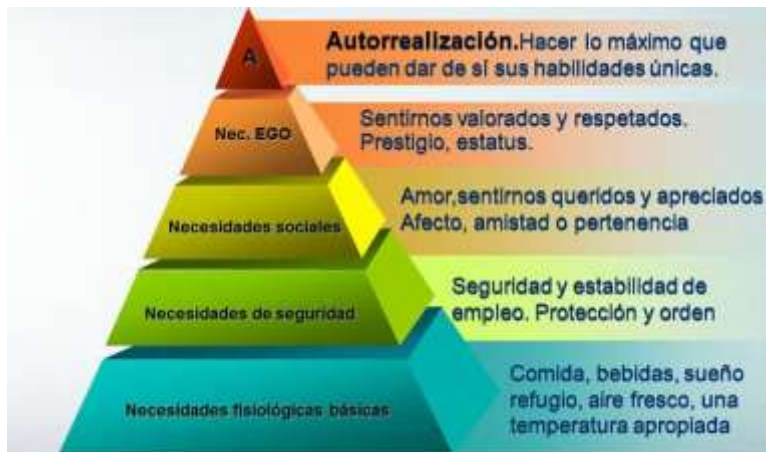 A
Autorrealización.Hacer lo máximo que
pueden dar de si sus habilidades únicas.
Nec. EGO
Sentirnos valorados y respetados.
Prestigio, estatus.
Necesidades sociales
Amor,sentirnos queridos y apreciados
Afecto, amistad o pertenencia
Necesidades de seguridad
Seguridad y estabilidad de
empleo. Protección y orden
Necesidades fisiológicas básicas
Comida, bebidas, sueño
refugio, aire fresco, una
temperatura apropiada